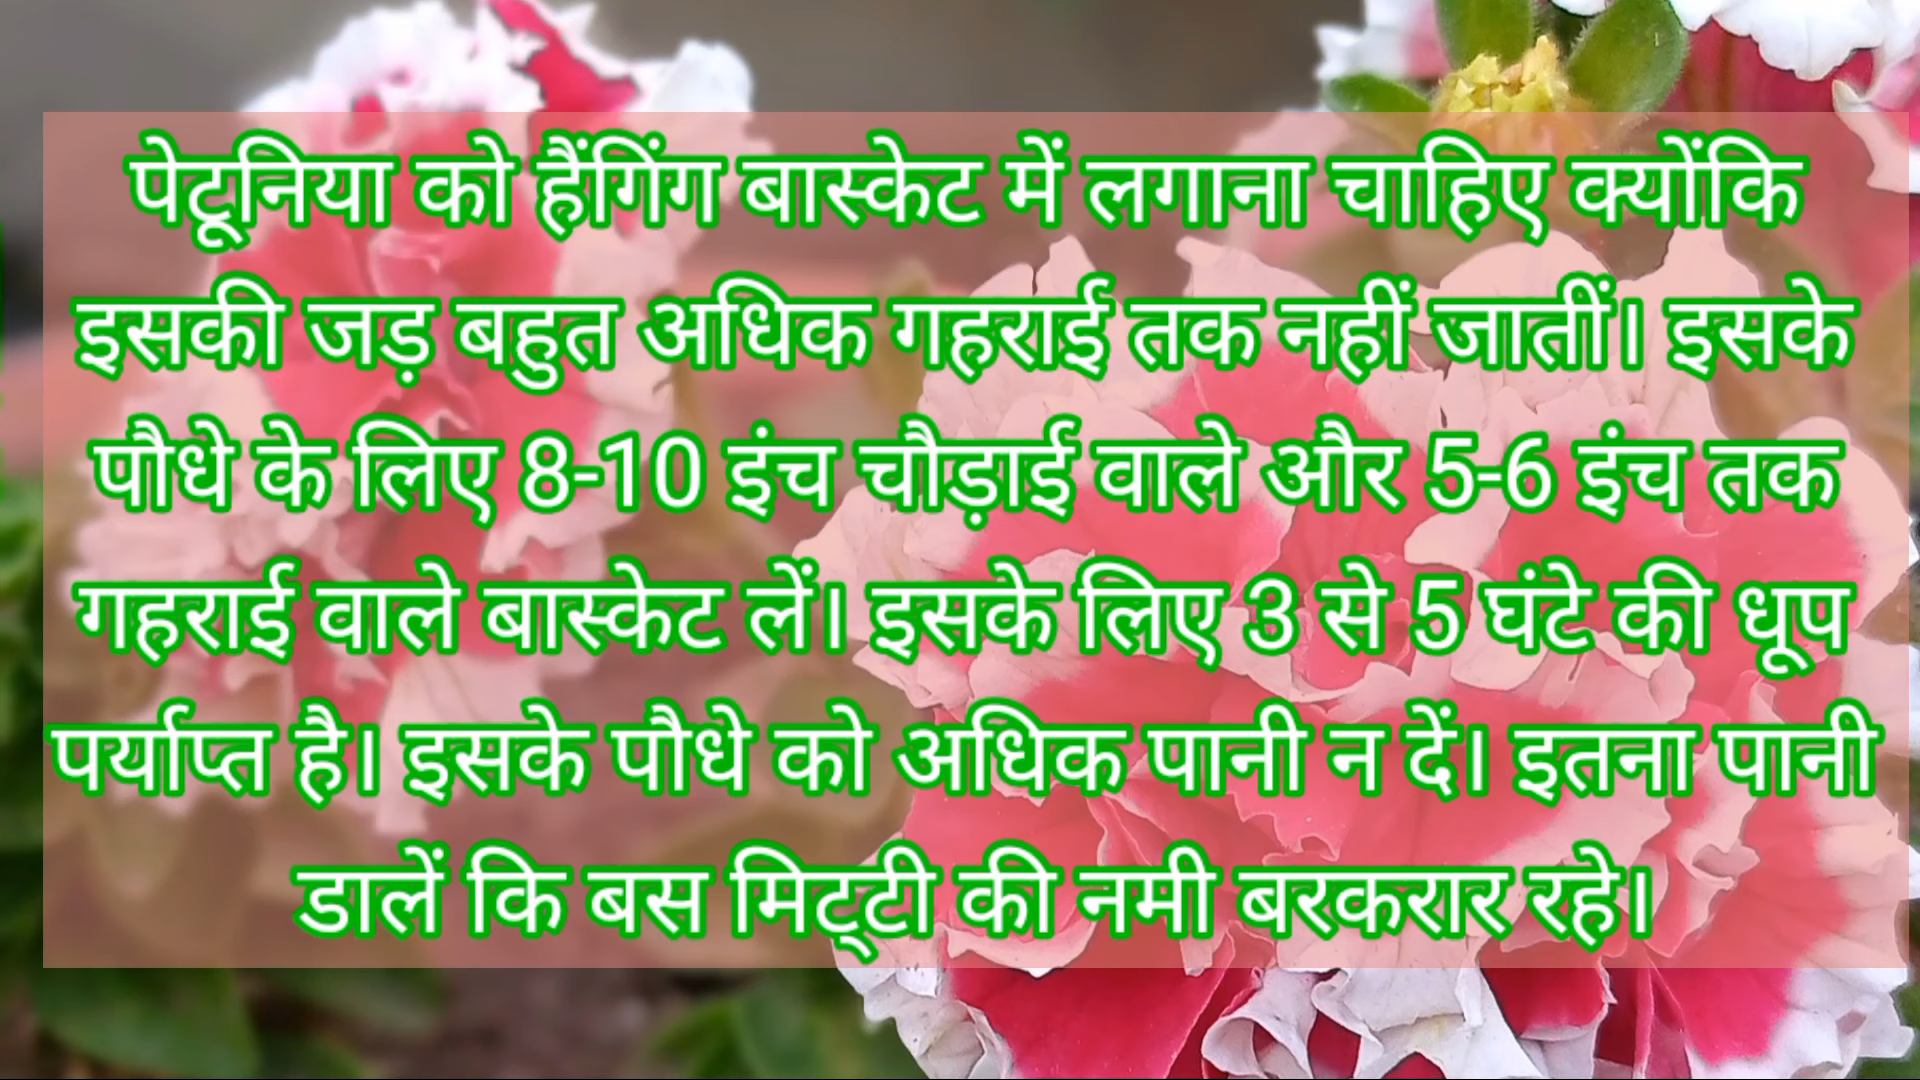 पेटूनिया को हैंगिंग बास्केट में लगाना चाहिए क्योंकि
इसकी जड़ बहुत अधिक गहराई तक नहीं जातीं। इसके
पौधे के लिए 8-10 इंच चौड़ाई वाले और 5-6 इंच तक
गहराई वाले बास्केट लें। इसके लिए 3 से 5 घंटे की धूप
पर्याप्त है। इसके पौधे को अधिक पानी न दें। इतना पानी
डालें कि बस मिट्‌टी की नमी बरकरार रहे।